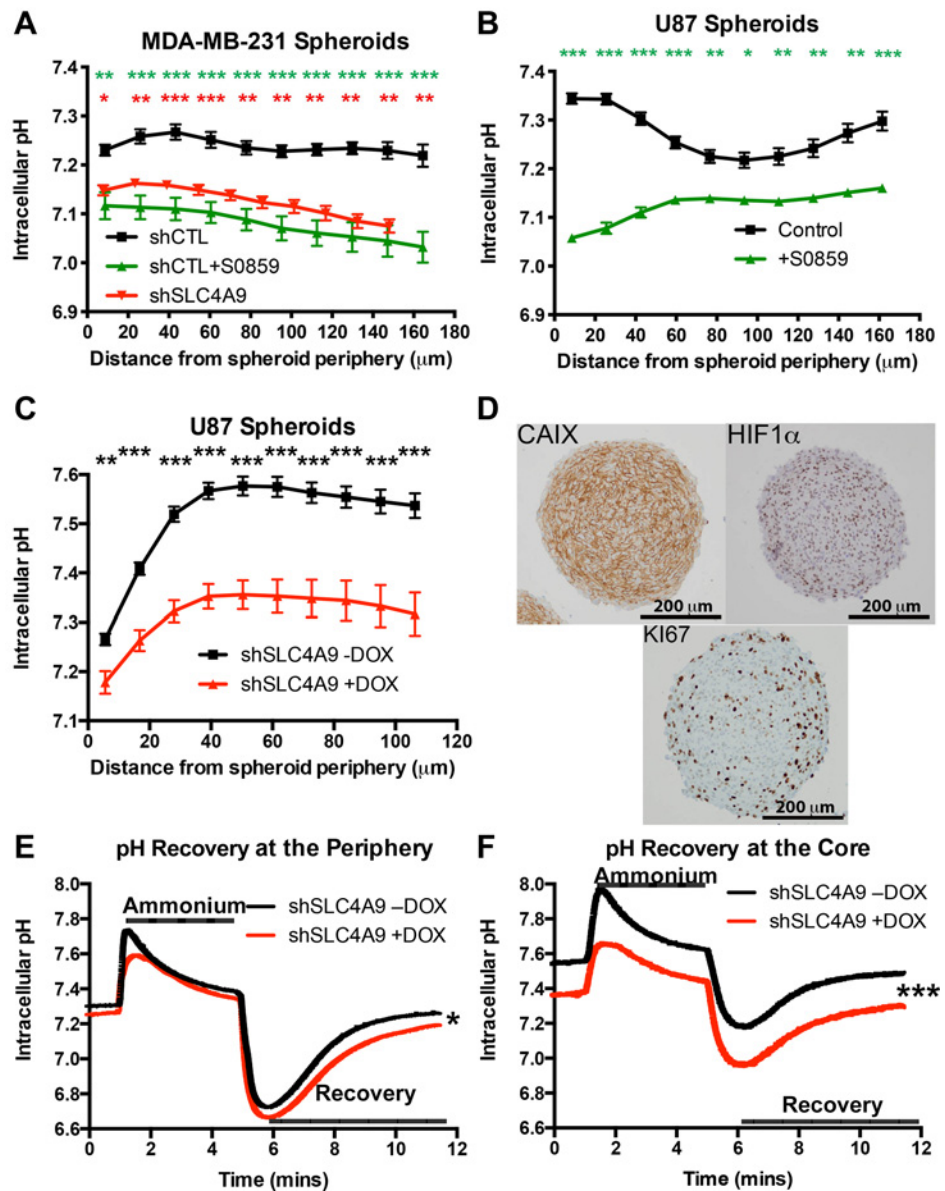 A
MDA-MB-231 Spheroids
** *** *** *** *** *** *** *** *** ***
* ** *** *** ** ** ** ** ** **
Intracellular pH
7.4
7.3
7.2
7.1
7.0
6.9
shCTL
shCTL+S0859
shSLC4A9
0 20 40 60 80 100 120 140 160 180
Distance from spheroid periphery (μm)
B
U87 Spheroids
*** *** *** *** ** * ** ** ** ***
Intracellular pH
7.4
7.3
7.2
7.1
7.0
6.9
Control
+S0859
0 20 40 60 80 100 120 140 160 180
Distance from spheroid periphery (μm)
C
U87 Spheroids
** *** *** *** *** *** *** *** *** ***
Intracellular pH
7.6
7.5
7.4
7.3
7.2
7.1
shSLC4A9 -DOX
shSLC4A9 +DOX
0 20 40 60 80 100 120
Distance from spheroid periphery (μm)
D
CAIX
200 μm
HIF1α
200 μm
KI67
200 μm
E
pH Recovery at the Periphery
Intracellular pH
8.0
7.8
7.6
7.4
7.2
7.0
6.8
6.6
Ammonium
shSLC4A9 –DOX
shSLC4A9 +DOX
*
Recovery
0 2 4 6 8 10 12
Time (mins)
F
pH Recovery at the Core
Intracellular pH
8.0
7.8
7.6
7.4
7.2
7.0
6.8
6.6
Ammonium
shSLC4A9 –DOX
shSLC4A9 +DOX
***
Recovery
0 2 4 6 8 10 12
Time (mins)